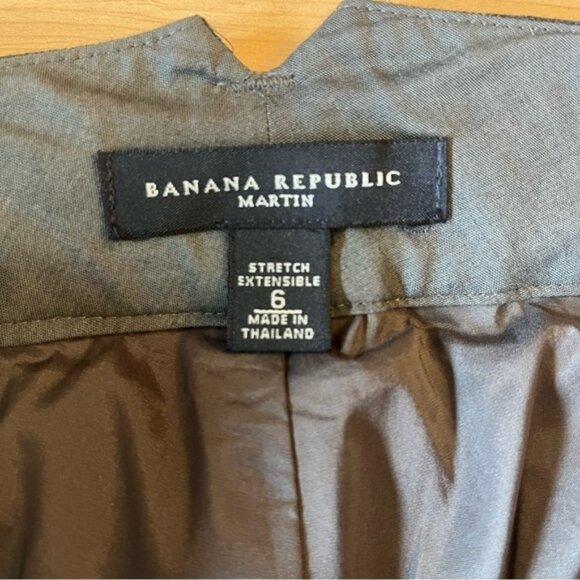 BANANA REPUBLIC
MARTIN
STRETCH
EXTENSIBLE
6
MADE IN
THAILAND